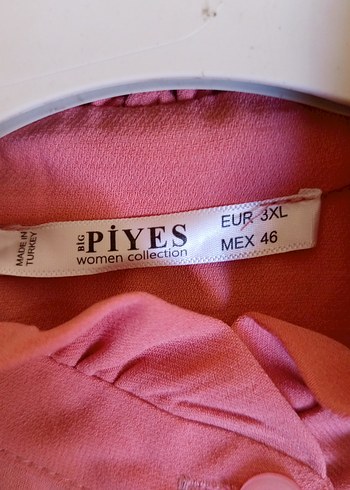 MADE IN
TURKEY
BIG
PİYES
women collection
EUR 3XL
MEX 46